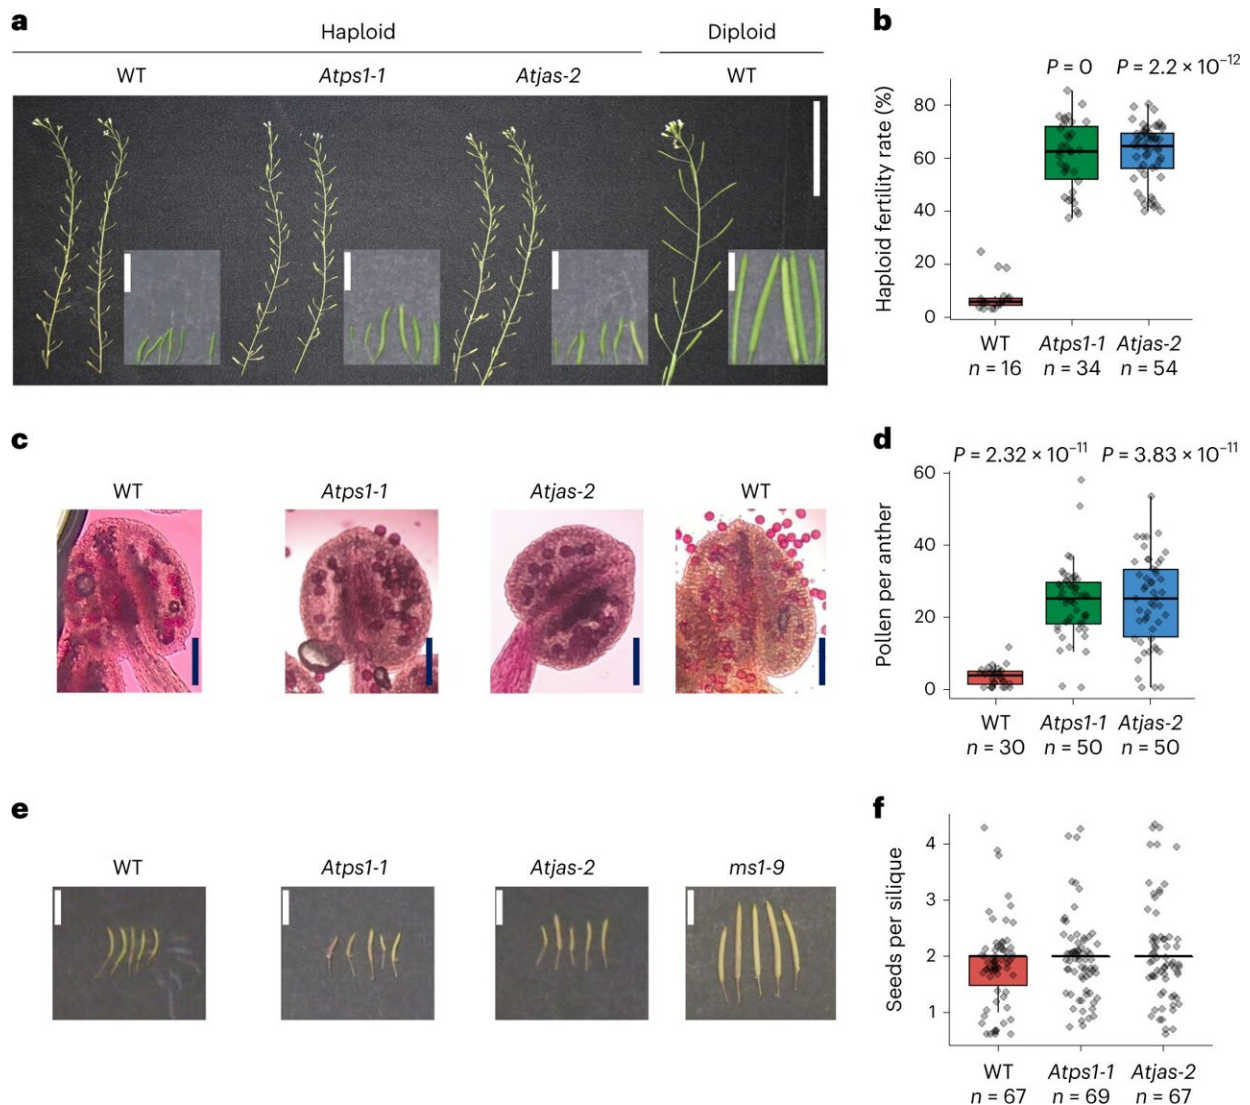 a
Haploid
Diploid
WT
Atps1-1
Atjas-2
WT
b
P = 0
P = 2.2 × 10⁻¹²
Haploid fertility rate (%)
80
60
40
20
0
WT
Atps1-1
Atjas-2
n = 16
n = 34
n = 54
c
WT
Atps1-1
Atjas-2
WT
d
P = 2.32 × 10⁻¹¹
P = 3.83 × 10⁻¹¹
Pollen per anther
60
40
20
0
WT
Atps1-1
Atjas-2
n = 30
n = 50
n = 50
e
WT
Atps1-1
Atjas-2
ms1-9
f
Seeds per silique
4
3
2
1
WT
Atps1-1
Atjas-2
n = 67
n = 69
n = 67